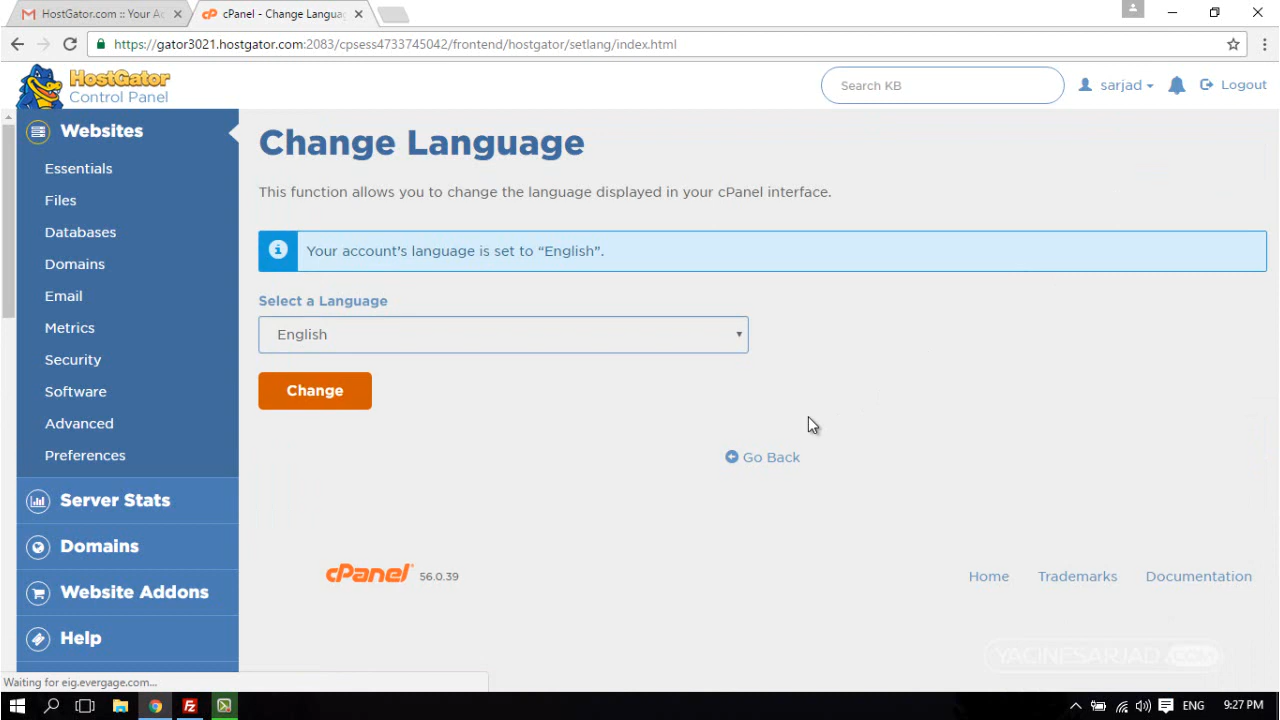 HostGator.com :: Your Ac
cPanel - Change Languag
https://gator3021.hostgator.com:2083/cpsess4733745042/frontend/hostgator/setlang/index.html
HostGator
Control Panel
Search KB
sarjad
Logout
Websites
Essentials
Files
Databases
Domains
Email
Metrics
Security
Software
Advanced
Preferences
Server Stats
Domains
Website Addons
Help
Change Language
This function allows you to change the language displayed in your cPanel interface.
Your account’s language is set to “English”.
Select a Language
English
Change
Go Back
cPanel 56.0.39
Home Trademarks Documentation
YACINESARJAD.COM
Waiting for eig.evergage.com...
ENG 9:27 PM